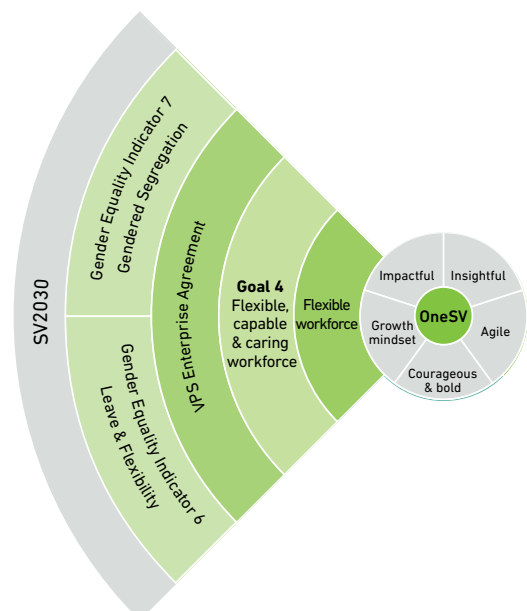 SV2030
Gender Equality Indicator 7
Gendered Segregation
Gender Equality Indicator 6
Leave & Flexibility
VPS Enterprise Agreement
Goal 4
Flexible,
capable
& caring
workforce
Flexible
workforce
Impactful
Insightful
OneSV
Growth
mindset
Agile
Courageous
& bold